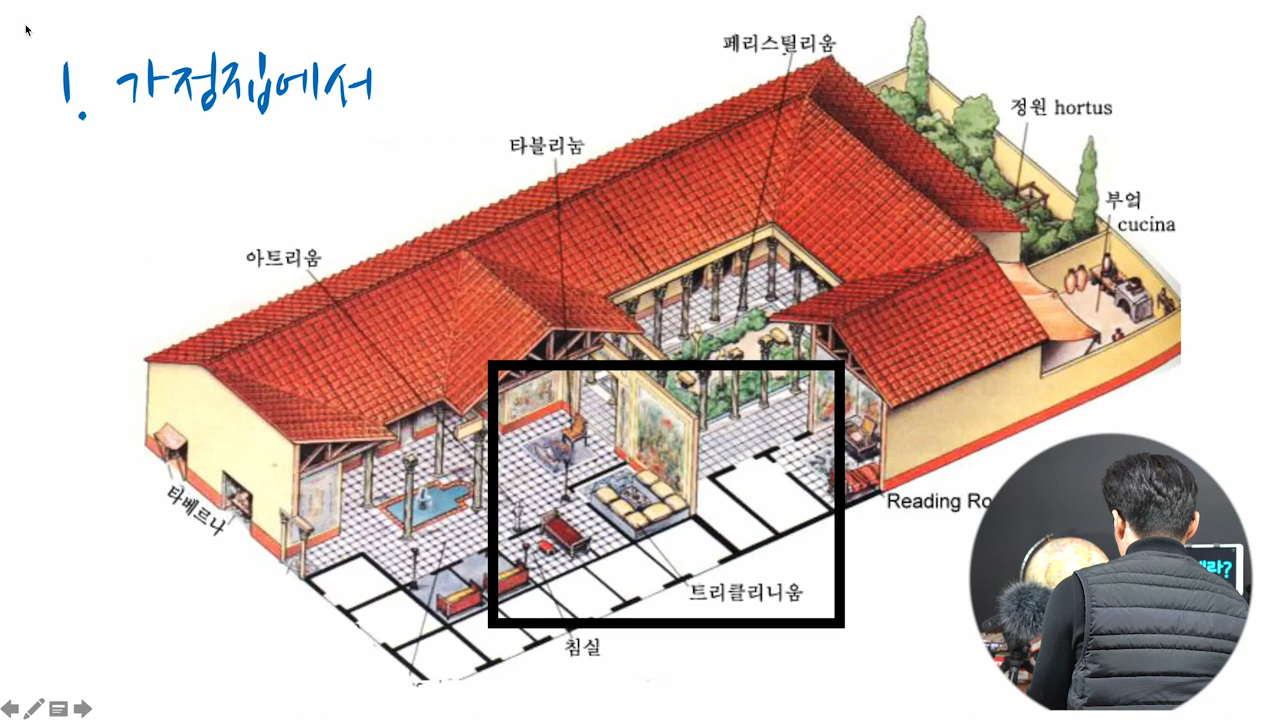 1. 가정집에서
페리스틸리움
정원 hortus
타블리눔
부엌
cucina
아트리움
타베르나
Reading Ro
트리클리니움
침실